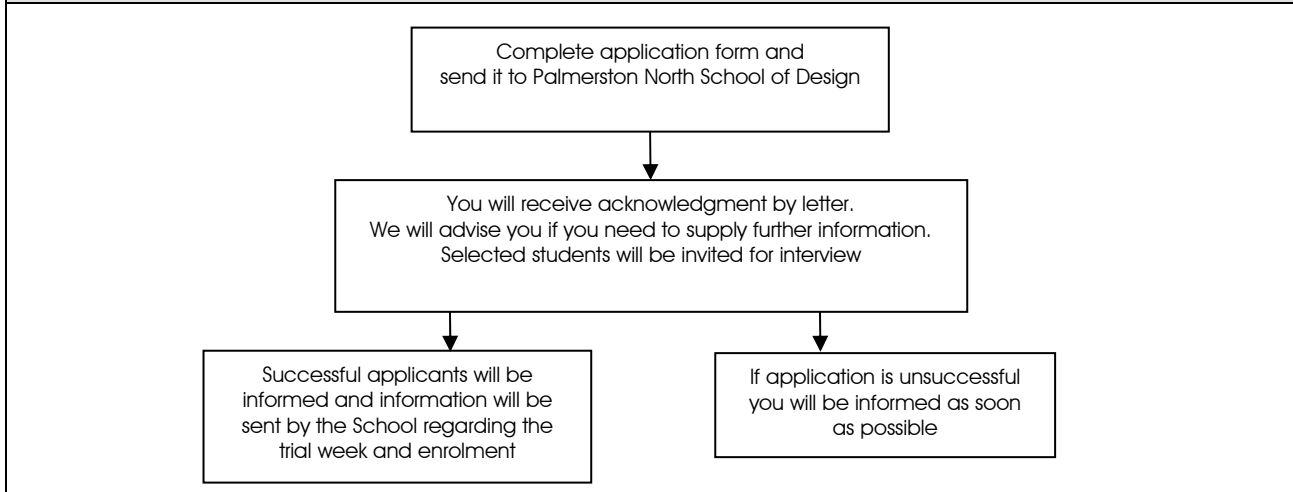 Complete application form and
send it to Palmerston North School of Design
You will receive acknowledgment by letter.
We will advise you if you need to supply further information.
Selected students will be invited for interview
Successful applicants will be
informed and information will be
sent by the School regarding the
trial week and enrolment
If application is unsuccessful
you will be informed as soon
as possible